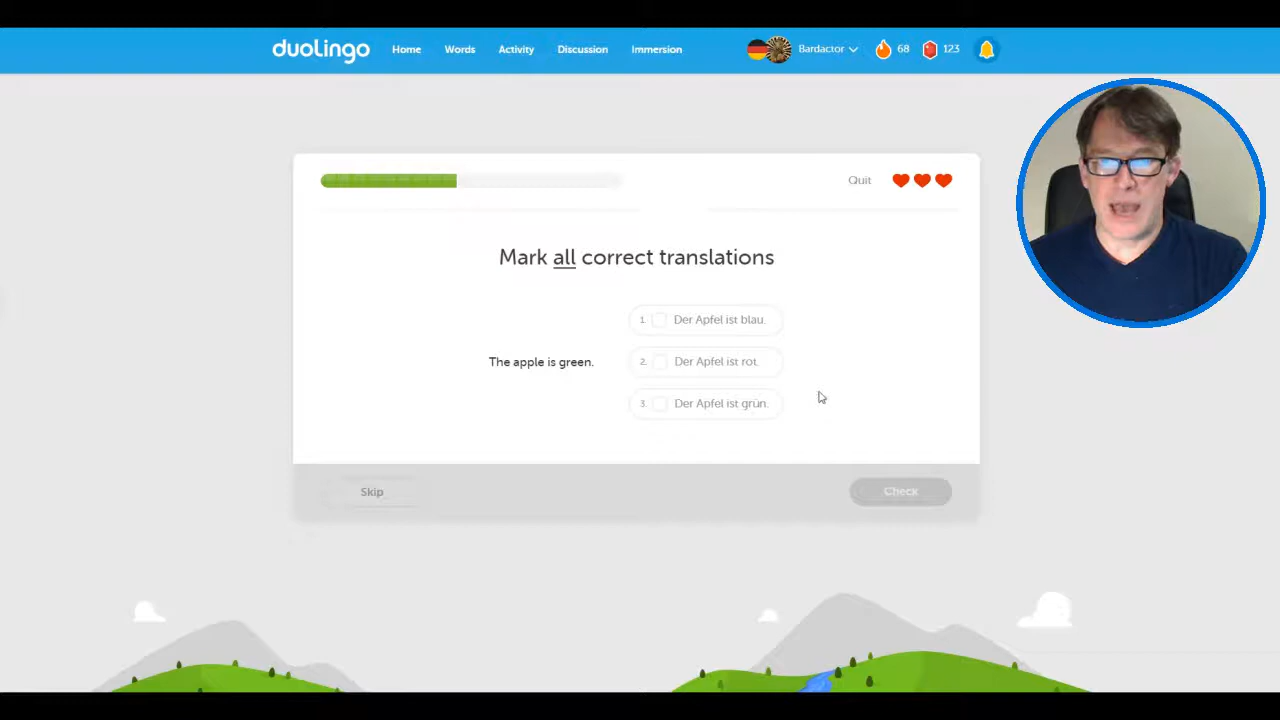 duolingo Home Words Activity Discussion Immersion Bardactor 68 123
Quit
Mark all correct translations
The apple is green.
1. Der Apfel ist blau.
2. Der Apfel ist rot.
3. Der Apfel ist grün.
Skip Check